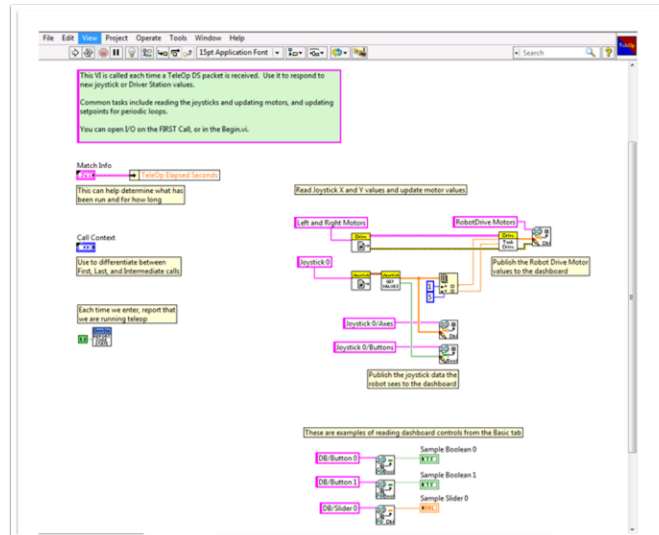 File Edit View Project Operate Tools Window Help
15pt Application Font
Search
TeleOp
This VI is called each time a TeleOp DS packet is received. Use it to respond to
new joystick or Driver Station values.
Common tasks include reading the joysticks and updating motors, and updating
setpoints for periodic loops.
You can open I/O on the FIRST Call, or in the Begin.vi.
Match Info
TeleOp Elapsed Seconds
This can help determine what has
been run and for how long
Read Joystick X and Y values and update motor values
Left and Right Motors
RobotDrive Motors
Call Context
Joystick 0
Use to differentiate between
First, Last, and Intermediate calls
Publish the Robot Drive Motor
values to the dashboard
GET
VALUES
1
Each time we enter, report that
we are running teleop
Joystick 0/Axes
Joystick 0/Buttons
Publish the joystick data the
robot sees to the dashboard
These are examples of reading dashboard controls from the Basic tab
DB/Button 0
Sample Boolean 0
TF
DB/Button 1
Sample Boolean 1
TF
DB/Slider 0
Sample Slider 0